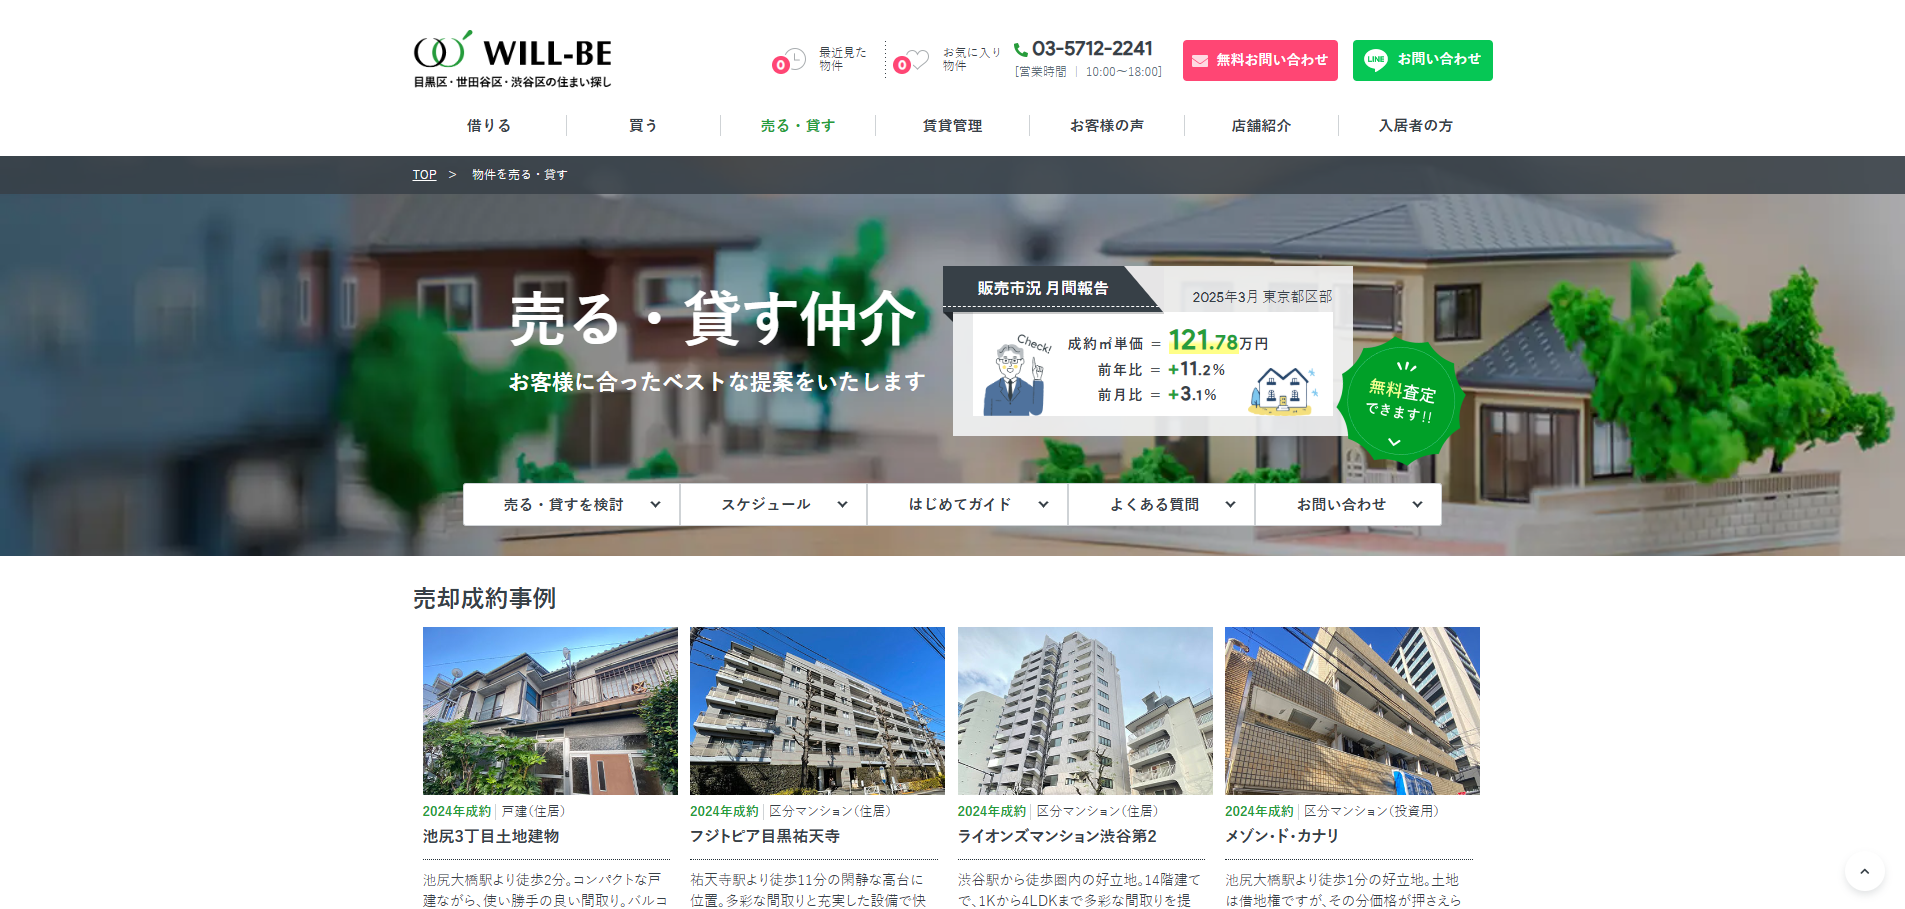 WILL-BE
目黒区・世田谷区・渋谷区の住まい探し
0
最近見た
物件
0
お気に入り
物件
03-5712-2241
[営業時間 | 10:00〜18:00]
無料お問い合わせ
LINE
お問い合わせ
借りる
買う
売る・貸す
賃貸管理
お客様の声
店舗紹介
入居者の方
TOP > 物件を売る・貸す
売る・貸す仲介
お客様に合ったベストな提案をいたします
販売市況 月間報告
2025年3月 東京都区部
Check!
成約㎡単価 = 121.78万円
前年比 = +11.2%
前月比 = +3.1%
無料査定
できます!!
売る・貸すを検討
スケジュール
はじめてガイド
よくある質問
お問い合わせ
売却成約事例
2024年成約 | 戸建(住居)
池尻3丁目土地建物
池尻大橋駅より徒歩2分。コンパクトな戸
建ながら、使い勝手の良い間取り。バルコ
2024年成約 | 区分マンション(住居)
フジトピア目黒祐天寺
祐天寺駅より徒歩11分の閑静な高台に
位置。多彩な間取りと充実した設備で快
2024年成約 | 区分マンション(住居)
ライオンズマンション渋谷第2
渋谷駅から徒歩圏内の好立地。14階建て
で、1Kから4LDKまで多彩な間取りを提
2024年成約 | 区分マンション(投資用)
メゾン・ド・カナリ
池尻大橋駅より徒歩1分の好立地。土地
は借地権ですが、その分価格が押さえら